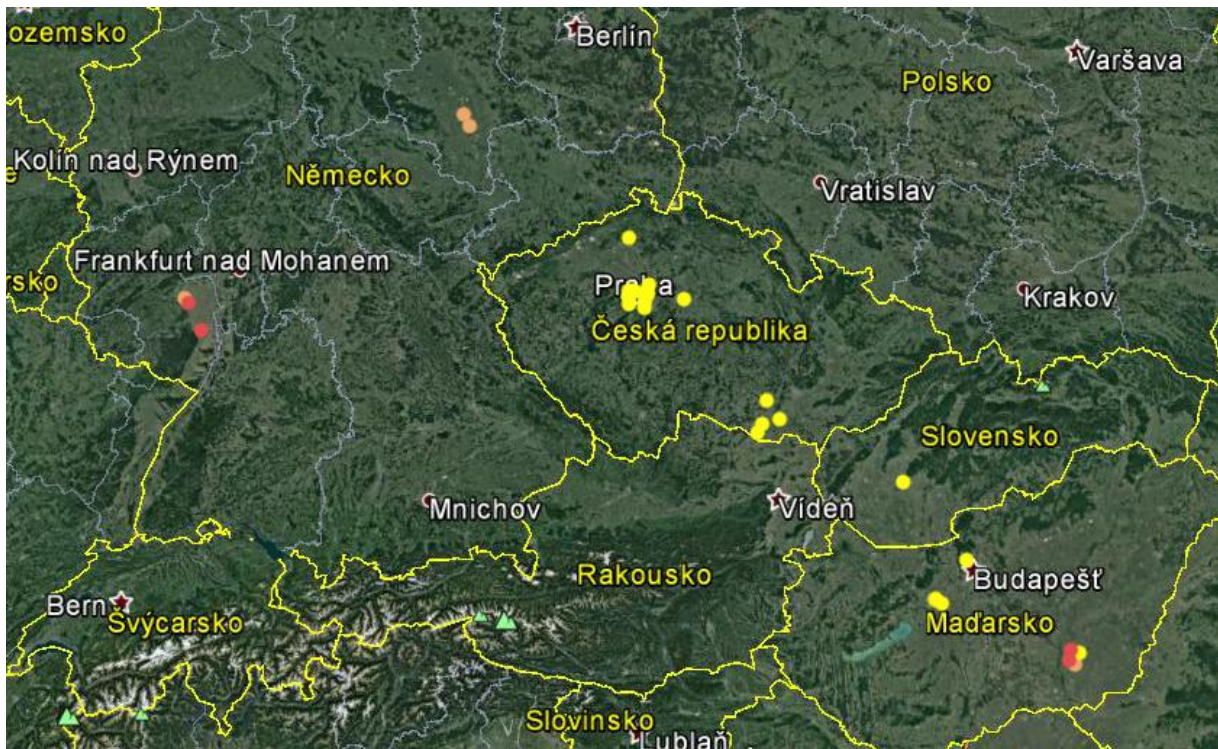 ozemsko
Berlín
Varšava
Polsko
Kolín nad Rýnem
Německo
Vratislav
Frankfurt nad Mohanem
rsko
Praha
Krakov
Česká republika
Slovensko
Mnichov
Vídeň
Rakousko
Budapešť
Bern
Švýcarsko
Maďarsko
Slovinsko
Lublaň